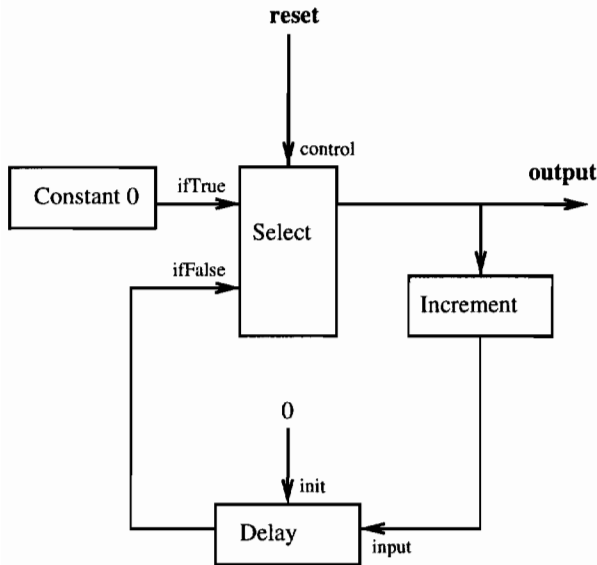 reset
control
output
Constant 0
ifTrue
Select
ifFalse
Increment
0
init
Delay
input